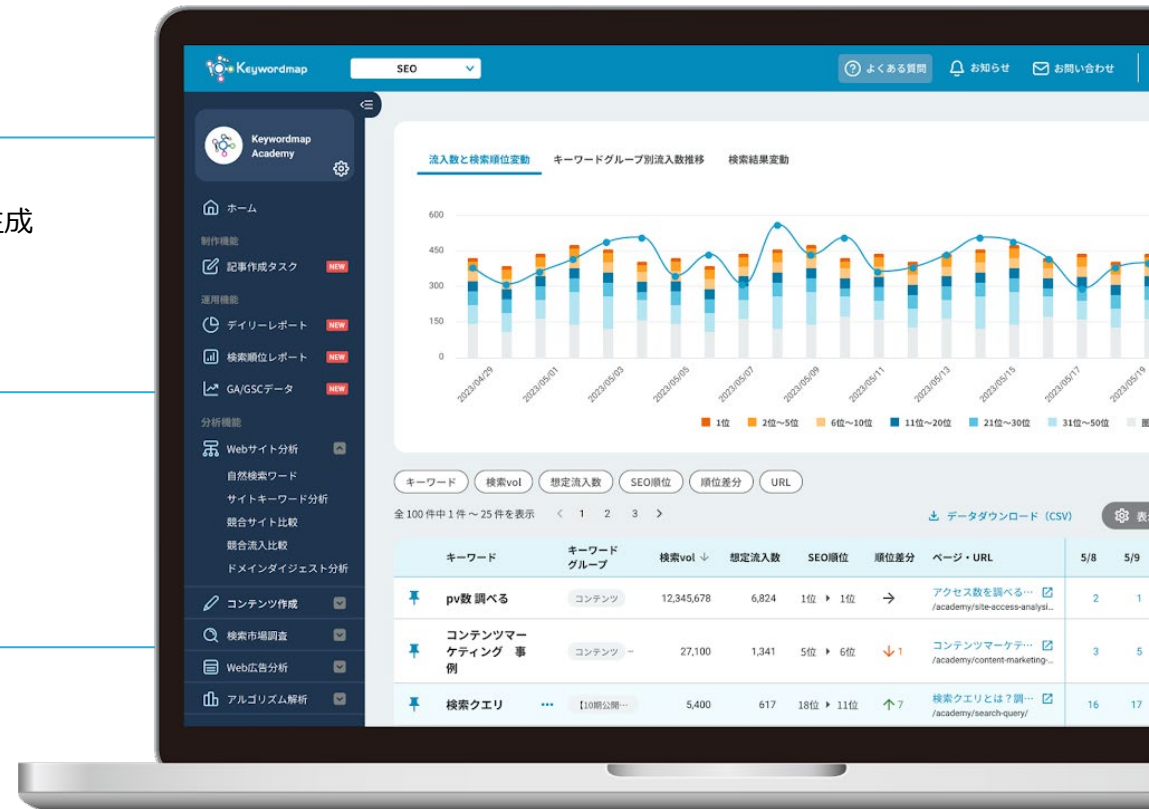 生成
Keywordmap
SEO
よくある質問
お知らせ
お問い合わせ
Keywordmap
Academy
ホーム
制作機能
記事作成タスク NEW
運用機能
デイリーレポート NEW
検索順位レポート NEW
GA/GSCデータ NEW
分析機能
Webサイト分析
自然検索ワード
サイトキーワード分析
競合サイト比較
競合流入比較
ドメインダイジェスト分析
コンテンツ作成
検索市場調査
Web広告分析
アルゴリズム解析
流入数と検索順位変動 キーワードグループ別流入数推移 検索結果変動
600
450
300
150
0
2023/04/29 2023/05/01 2023/05/03 2023/05/05 2023/05/07 2023/05/09 2023/05/11 2023/05/13 2023/05/15 2023/05/17 2023/05/19
1位 2位〜5位 6位〜10位 11位〜20位 21位〜30位 31位〜50位 圏
キーワード 検索vol 想定流入数 SEO順位 順位差分 URL
全100件中1件〜25件を表示 1 2 3
データダウンロード(CSV)
キーワード キーワード
グループ 検索vol 想定流入数 SEO順位 順位差分 ページ・URL 5/8 5/9
pv数 調べる コンテンツ 12,345,678 6,824 1位 ▶ 1位 → アクセス数を調べる… 2 1
/academy/site-access-analysi...
コンテンツマー
ケティング 事
例
コンテンツ 27,100 1,341 5位 ▶ 6位 ↓1 コンテンツマーケテ… 3 5
/academy/content-marketing-...
検索クエリ ••• 【10期公開… 5,400 617 18位 ▶ 11位 ↑7 検索クエリとは?調… 16 17
/academy/search-query/